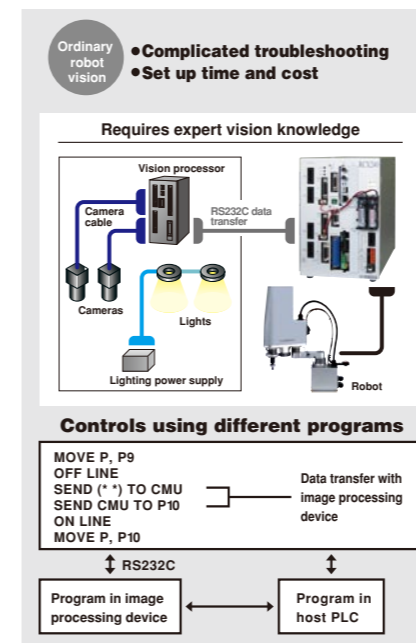 Ordinary
robot
vision
●Complicated troubleshooting
●Set up time and cost
Requires expert vision knowledge
Vision processor
Camera
cable
RS232C data
transfer
Cameras
Lights
Lighting power supply
Robot
Controls using different programs
MOVE P, P9
OFF LINE
SEND (* *) TO CMU
SEND CMU TO P10
ON LINE
MOVE P, P10
Data transfer with
image processing
device
RS232C
Program in image
processing device
Program in
host PLC